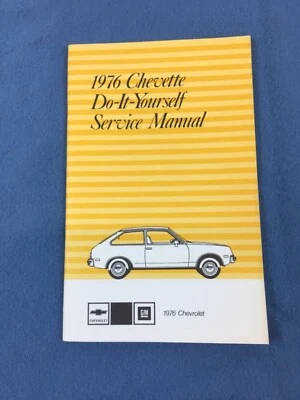 1976 Chevette
Do-It-Yourself
Service Manual
CHEVROLET
GM
1976 Chevrolet